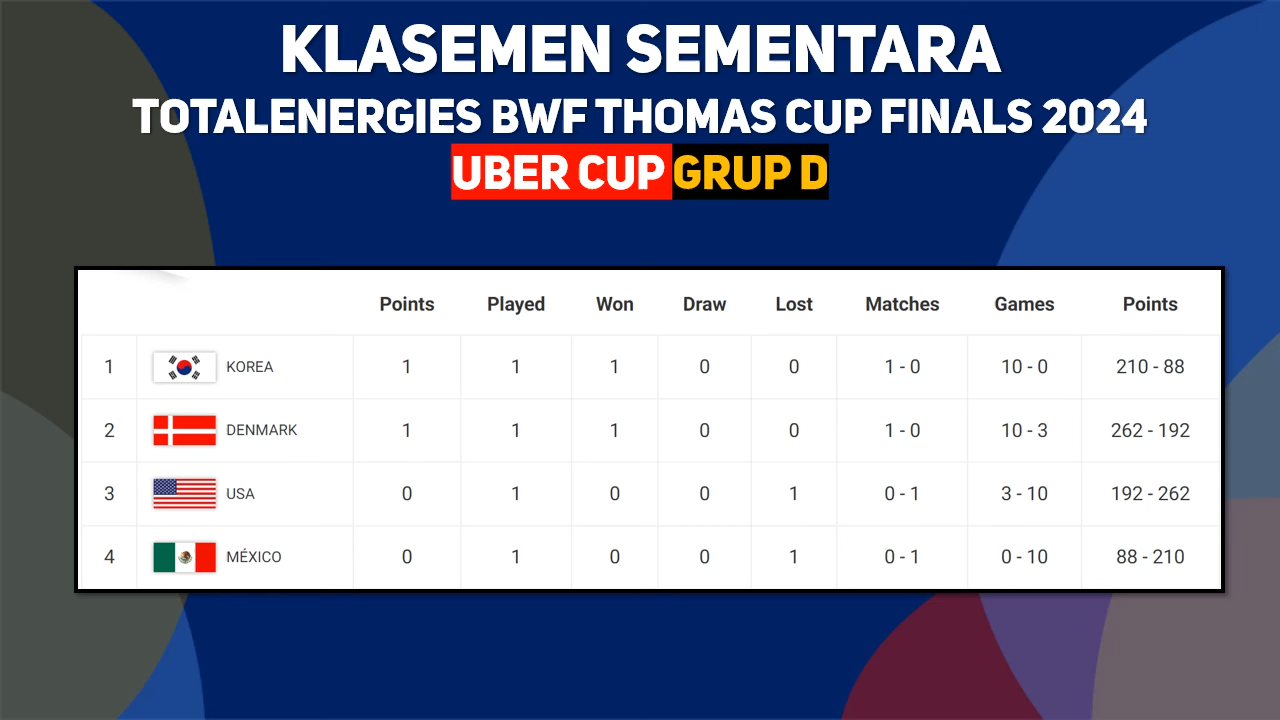 KLASEMEN SEMENTARA
TOTALENERGIES BWF THOMAS CUP FINALS 2024
UBER CUP GRUP D
Points Played Won Draw Lost Matches Games Points
1 KOREA 1 1 1 0 0 1 - 0 10 - 0 210 - 88
2 DENMARK 1 1 1 0 0 1 - 0 10 - 3 262 - 192
3 USA 0 1 0 0 1 0 - 1 3 - 10 192 - 262
4 MÉXICO 0 1 0 0 1 0 - 1 0 - 10 88 - 210